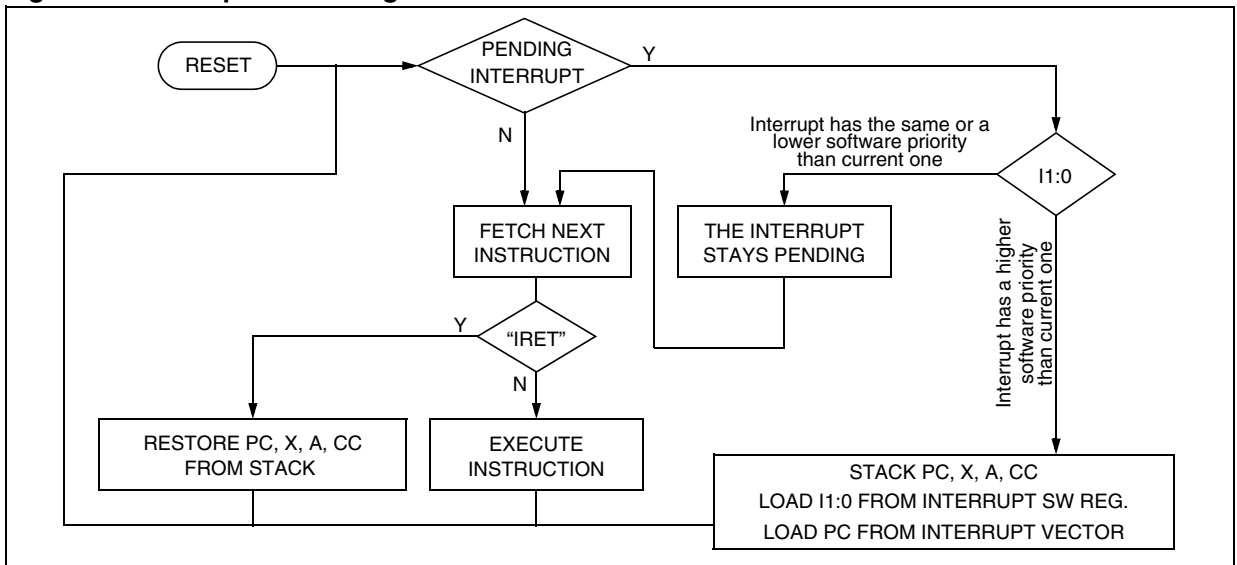 RESET
PENDING
INTERRUPT
Y
N
Interrupt has the same or a
lower software priority
than current one
I1:0
FETCH NEXT
INSTRUCTION
THE INTERRUPT
STAYS PENDING
Interrupt has a higher
software priority
than current one
Y
“IRET”
N
RESTORE PC, X, A, CC
FROM STACK
EXECUTE
INSTRUCTION
STACK PC, X, A, CC
LOAD I1:0 FROM INTERRUPT SW REG.
LOAD PC FROM INTERRUPT VECTOR